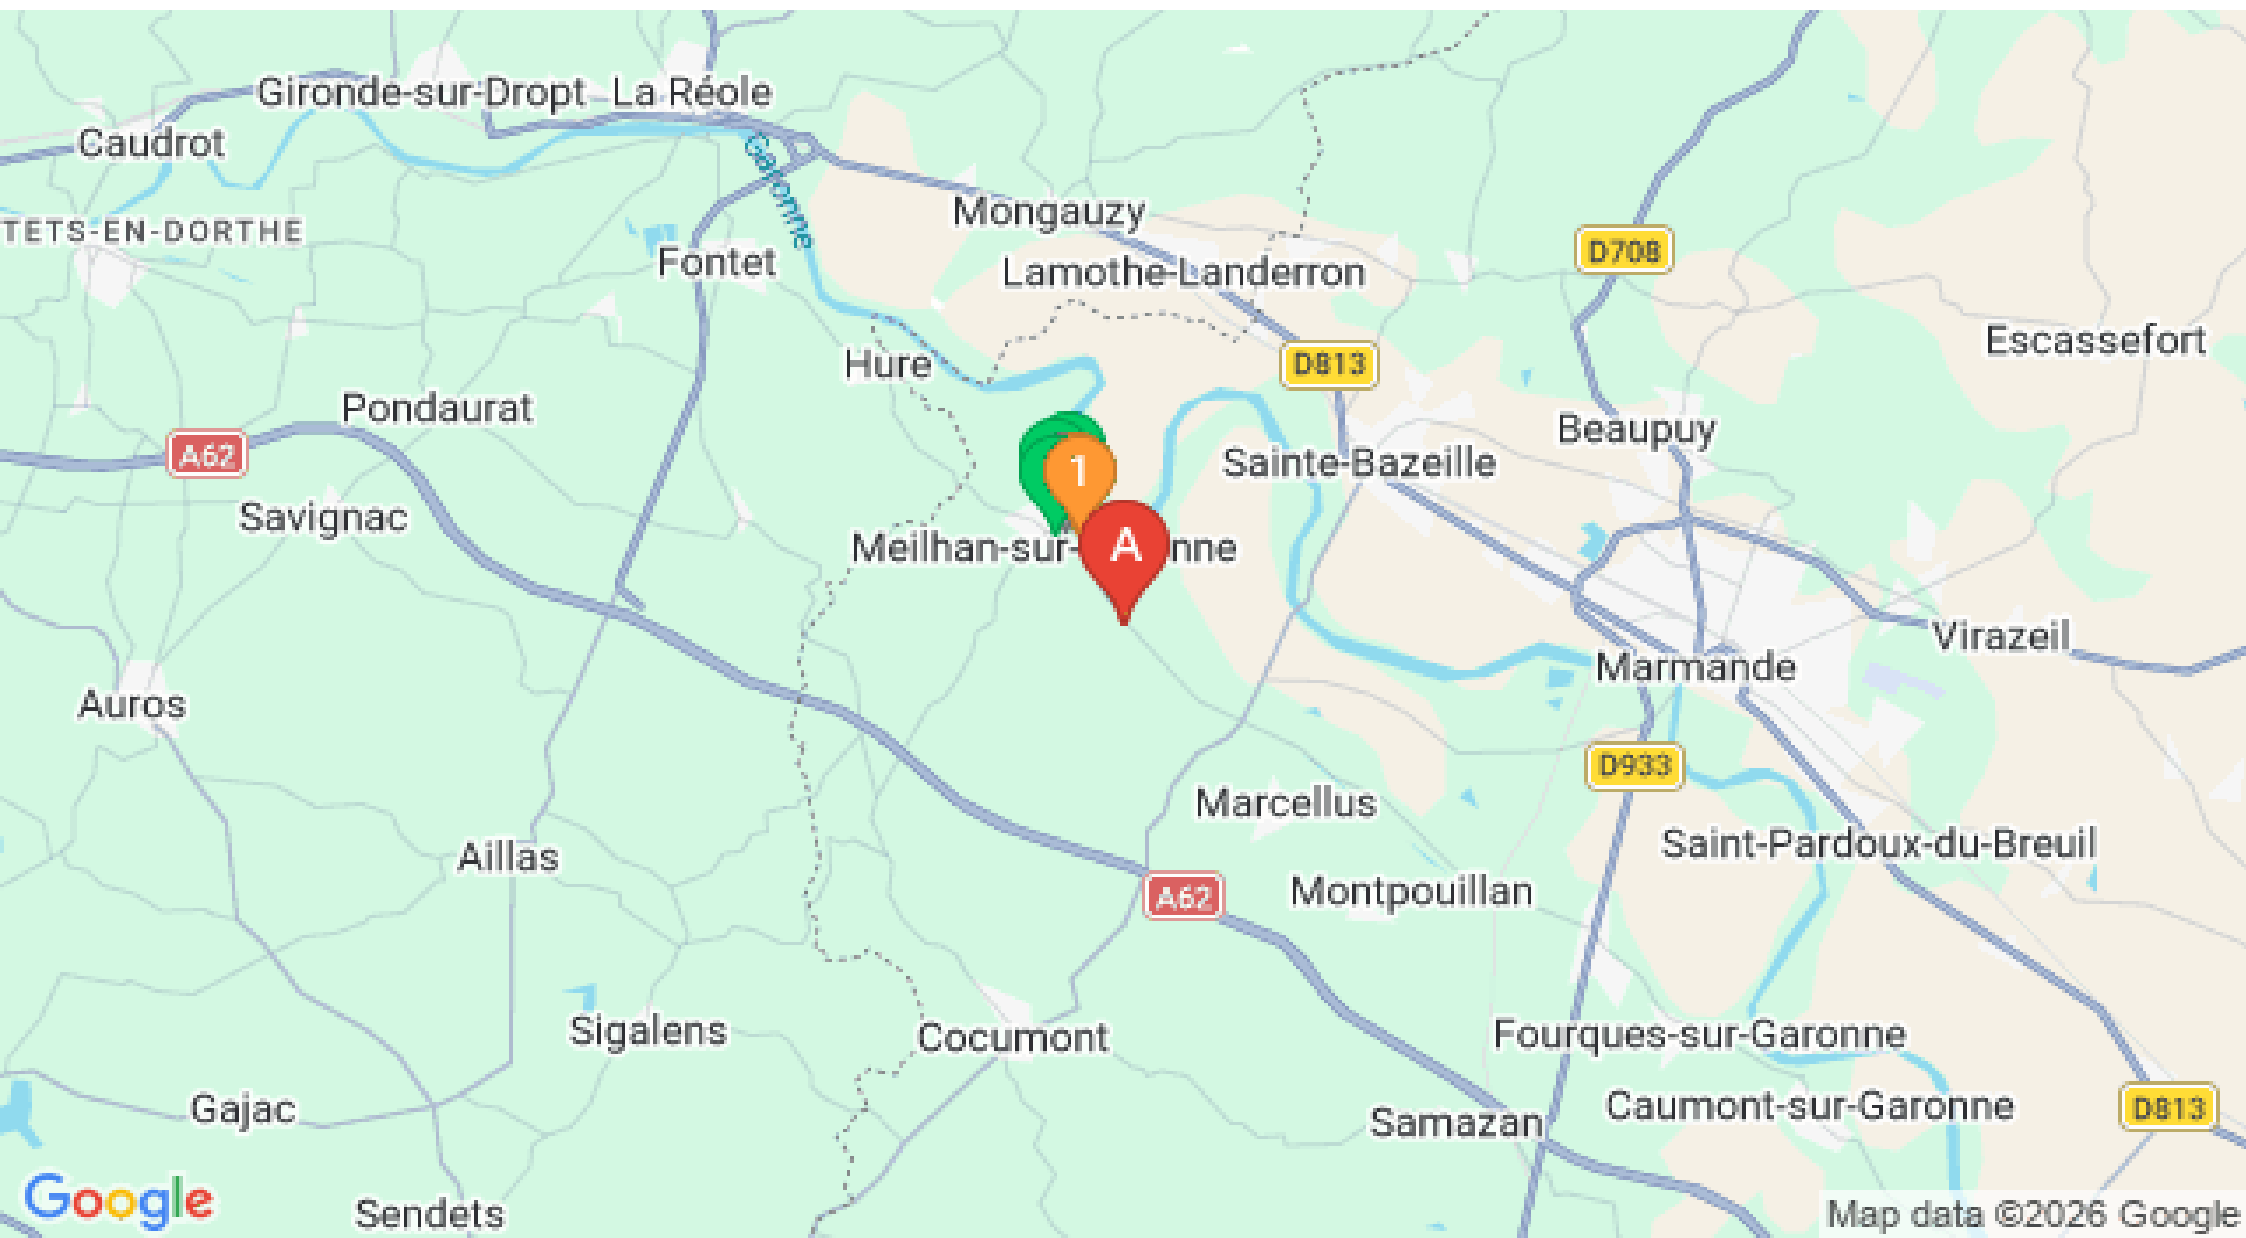 Gironde-sur-Dropt
La Réole
Caudrot
Garonne
Mongauzy
TETS-EN-DORTHE
Fontet
D708
Lamothe-Landerron
Escassefort
Hure
D813
Pondaurat
Beaupuy
A62
1
Sainte-Bazeille
Savignac
Meilhan-sur-
A
nne
Virazeil
Marmande
Auros
D933
Marcellus
Saint-Pardoux-du-Breuil
Aillas
A62
Montpouillan
Sigalens
Cocumont
Fourques-sur-Garonne
Gajac
Samazan
Caumont-sur-Garonne
D813
Google
Sendets
Map data ©2026 Google